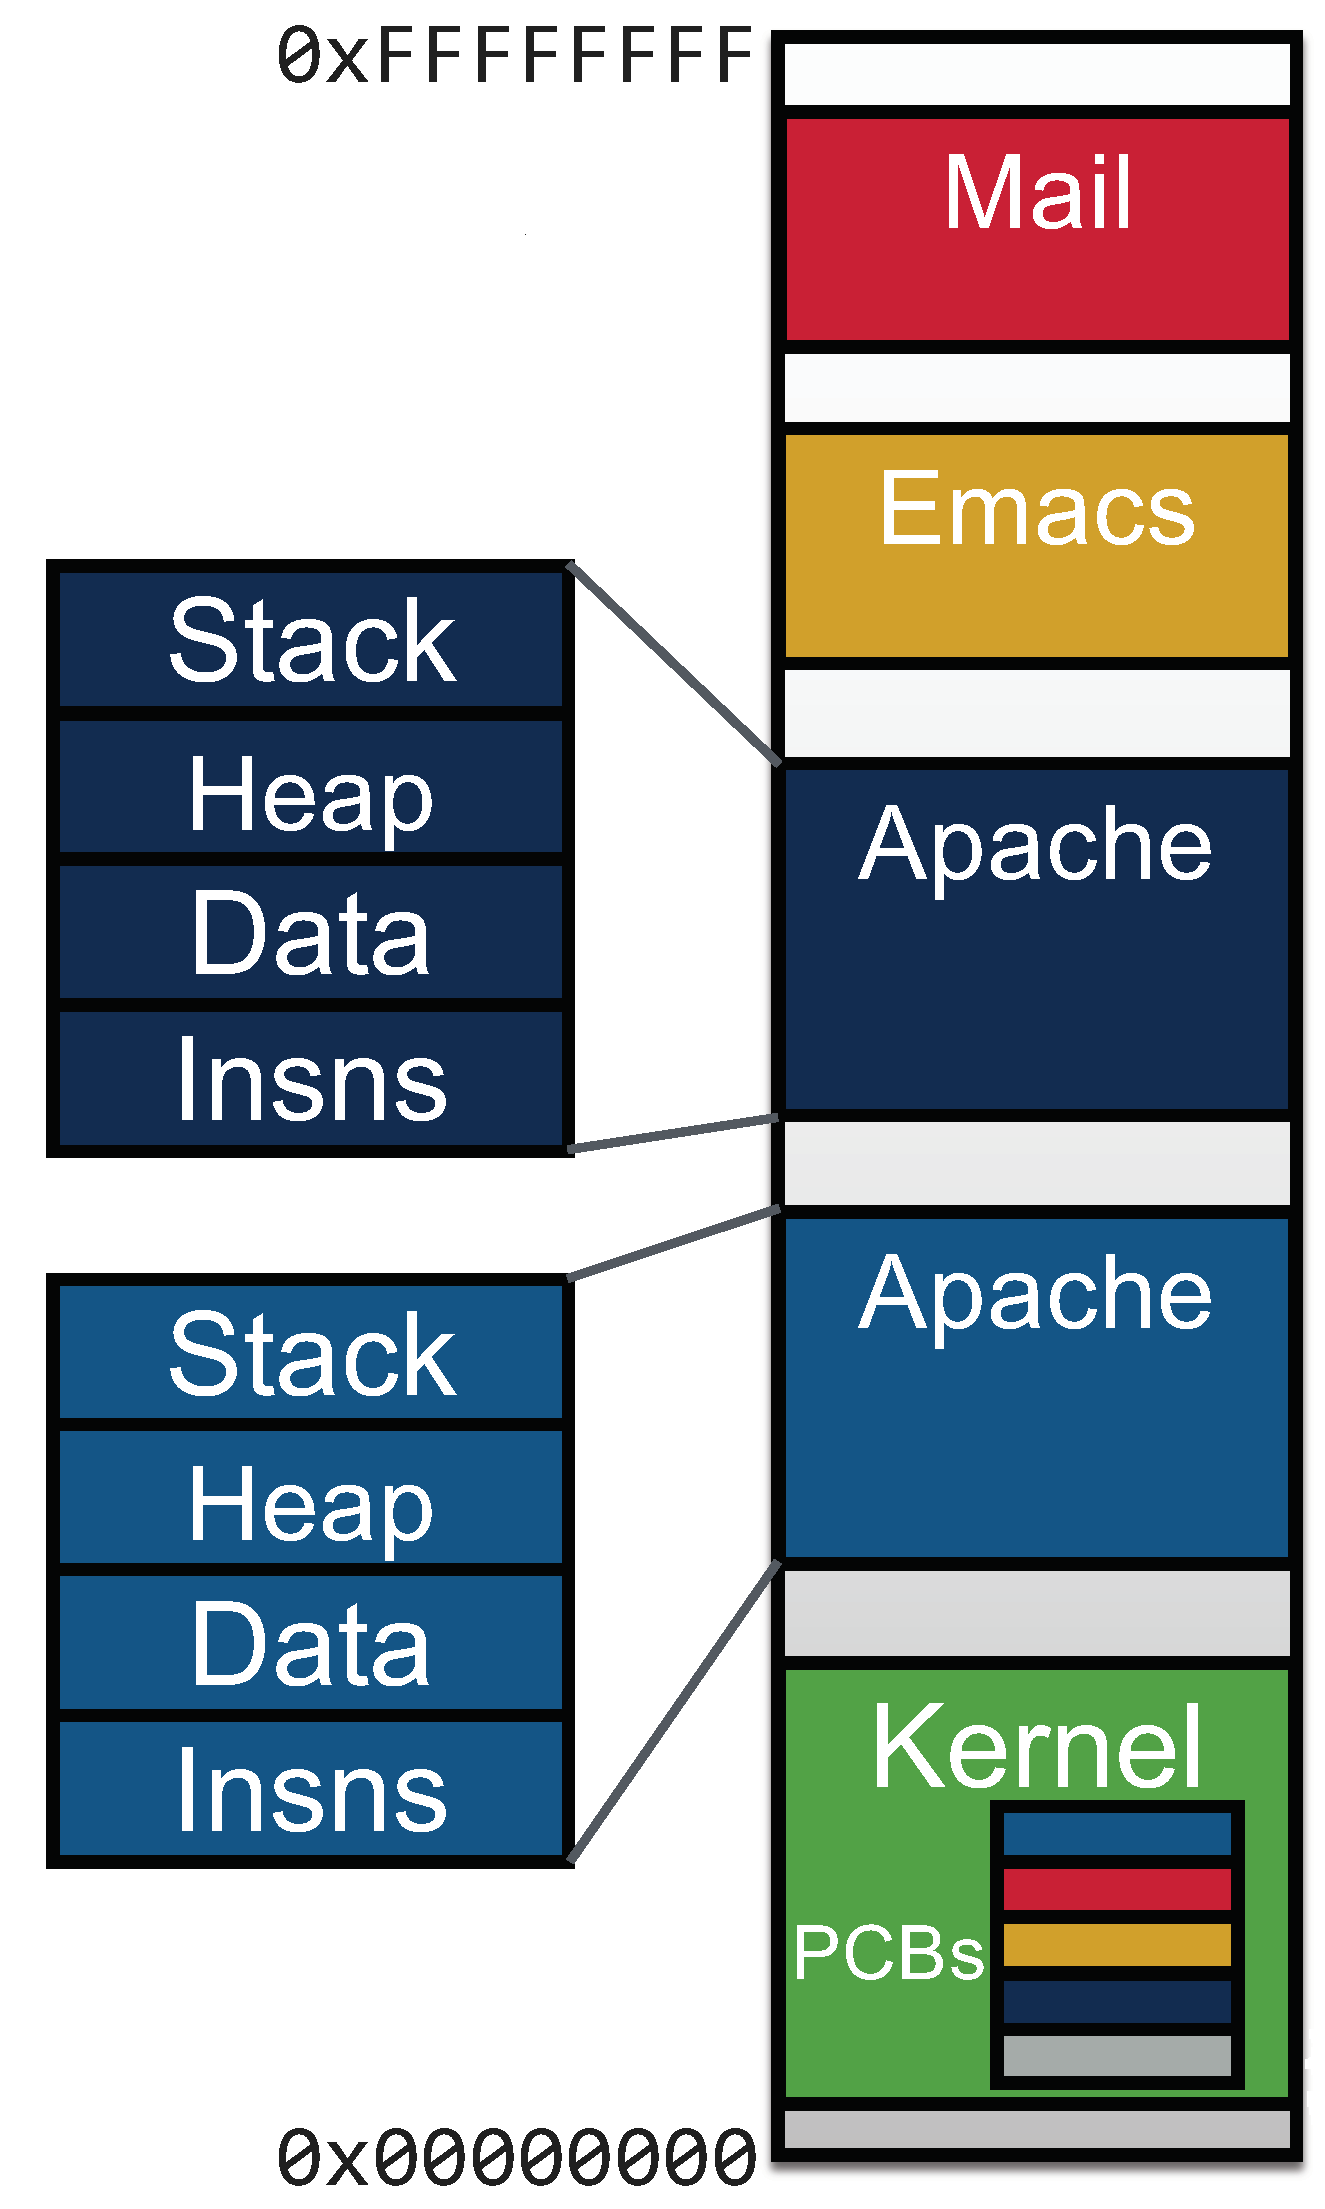 0xFFFFFFFF
Mail
Emacs
Stack
Heap
Data
Insns
Apache
Stack
Heap
Data
Insns
Apache
Kernel
PCBs
0x00000000